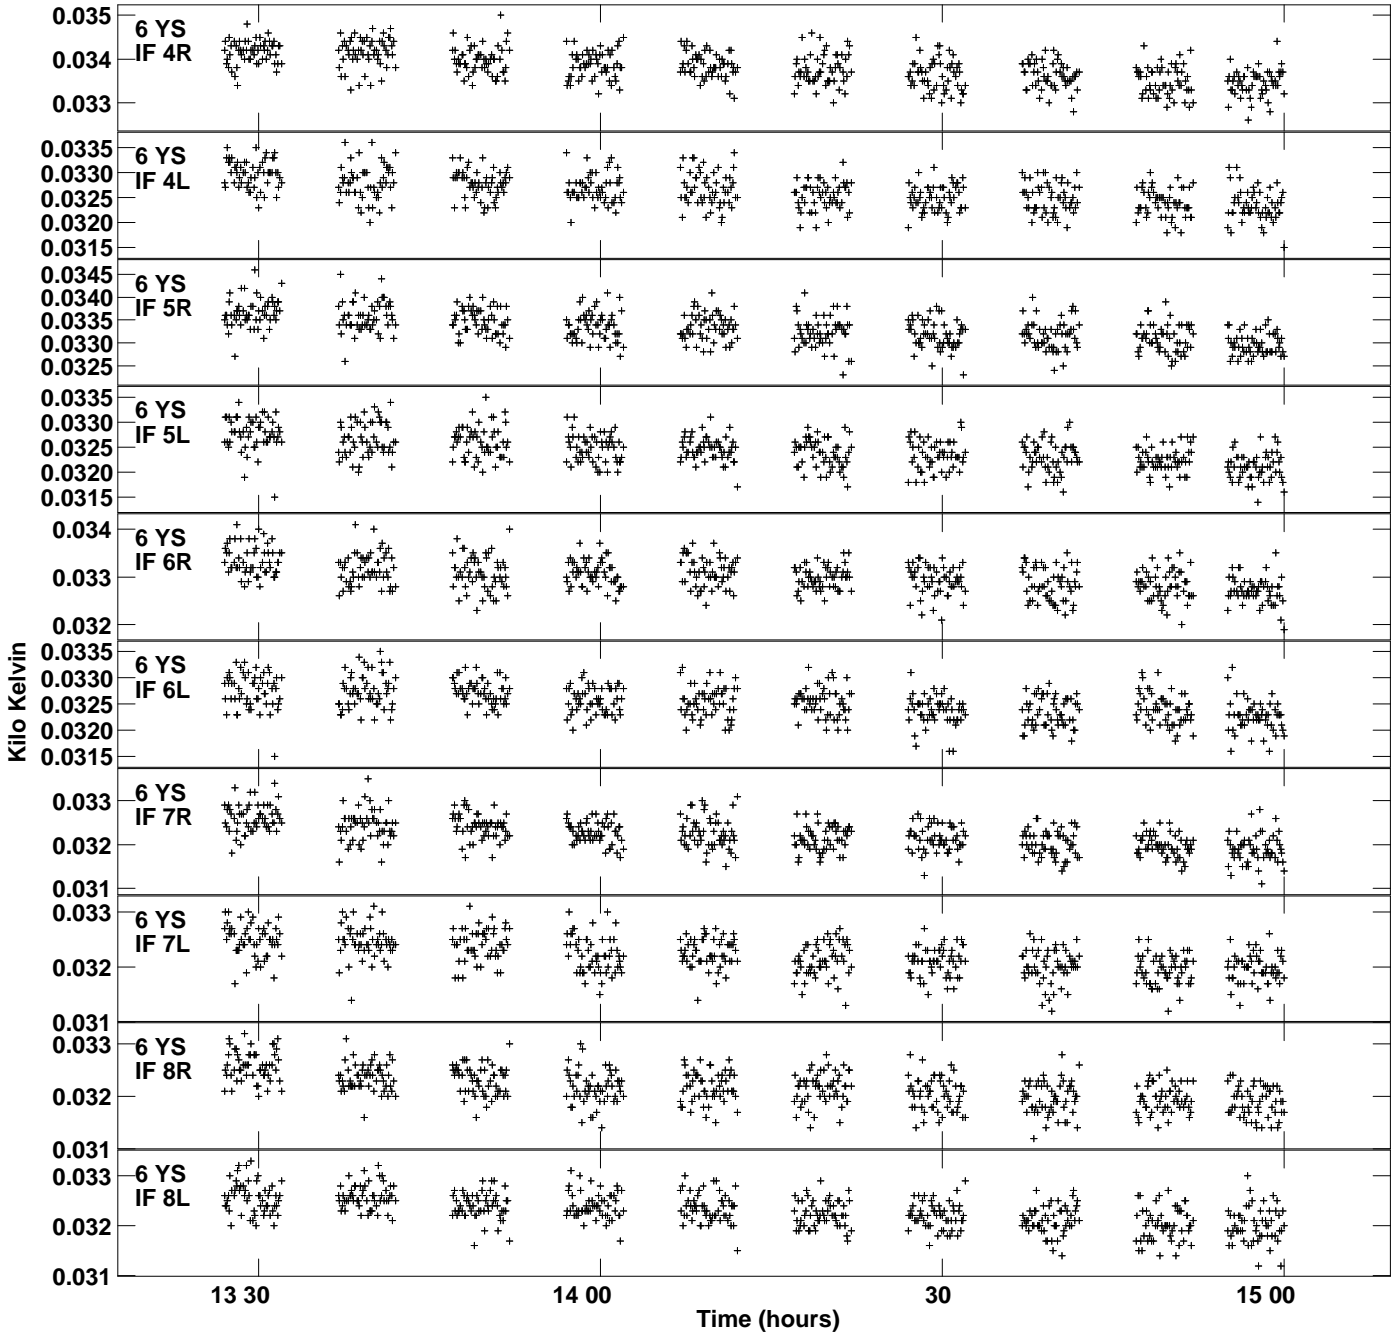 0.035
6 YS
IF 4R
0.034
0.033
0.0335
6 YS
IF 4L
0.0330
0.0325
0.0320
0.0315
0.0345
6 YS
IF 5R
0.0340
0.0335
0.0330
0.0325
0.0335
6 YS
IF 5L
0.0330
0.0325
0.0320
0.0315
0.034
6 YS
IF 6R
0.033
0.032
0.0335
6 YS
IF 6L
0.0330
0.0325
0.0320
0.0315
6 YS
IF 7R
0.033
0.032
0.031
0.033
6 YS
IF 7L
0.032
0.031
6 YS
IF 8R
0.033
0.032
0.031
6 YS
IF 8L
0.033
0.032
0.031
Kilo Kelvin
13 30
14 00
30
15 00
Time (hours)